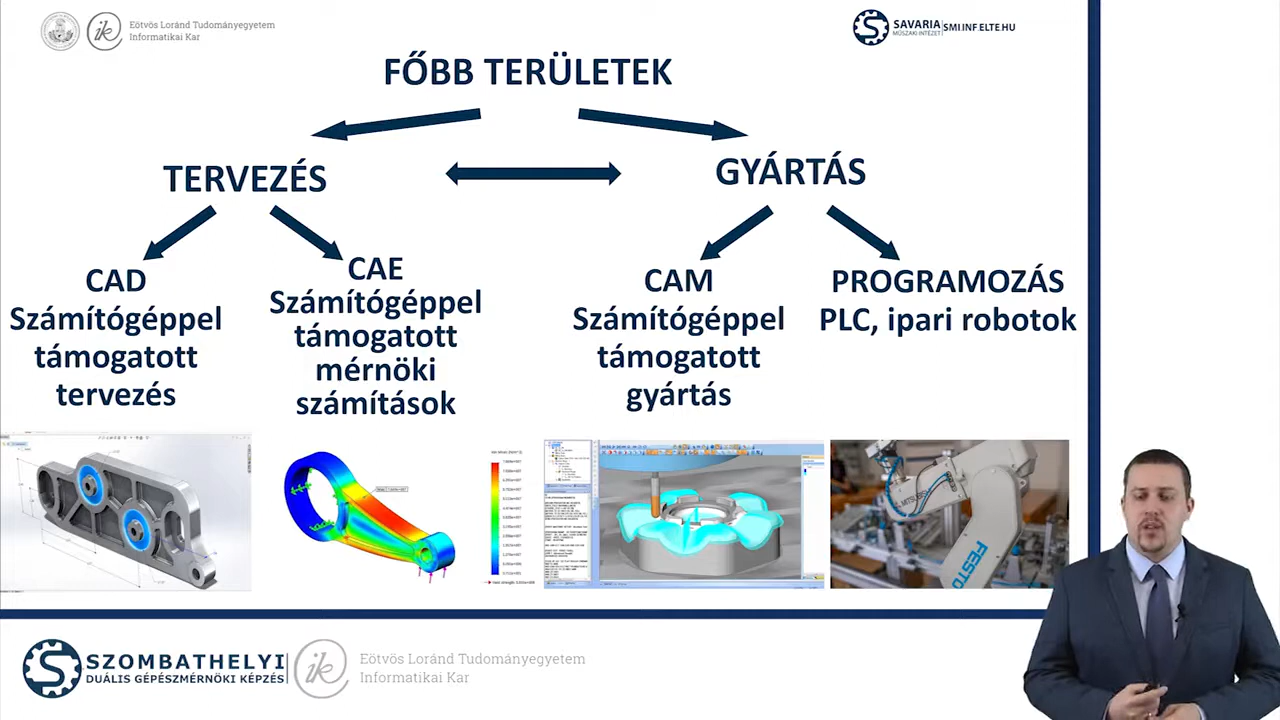 Eötvös Loránd Tudományegyetem
Informatikai Kar
SAVARIA
MŰSZAKI INTÉZET
SMI.INF.ELTE.HU
FŐBB TERÜLETEK
TERVEZÉS
GYÁRTÁS
CAD
Számítógéppel
támogatott
tervezés
CAE
Számítógéppel
támogatott
mérnöki
számítások
CAM
Számítógéppel
támogatott
gyártás
PROGRAMOZÁS
PLC, ipari robotok
MITSUBIS
FESTO
SZOMBATHELYI
DUÁLIS GÉPÉSZMÉRNÖKI KÉPZÉS
Eötvös Loránd Tudományegyetem
Informatikai Kar